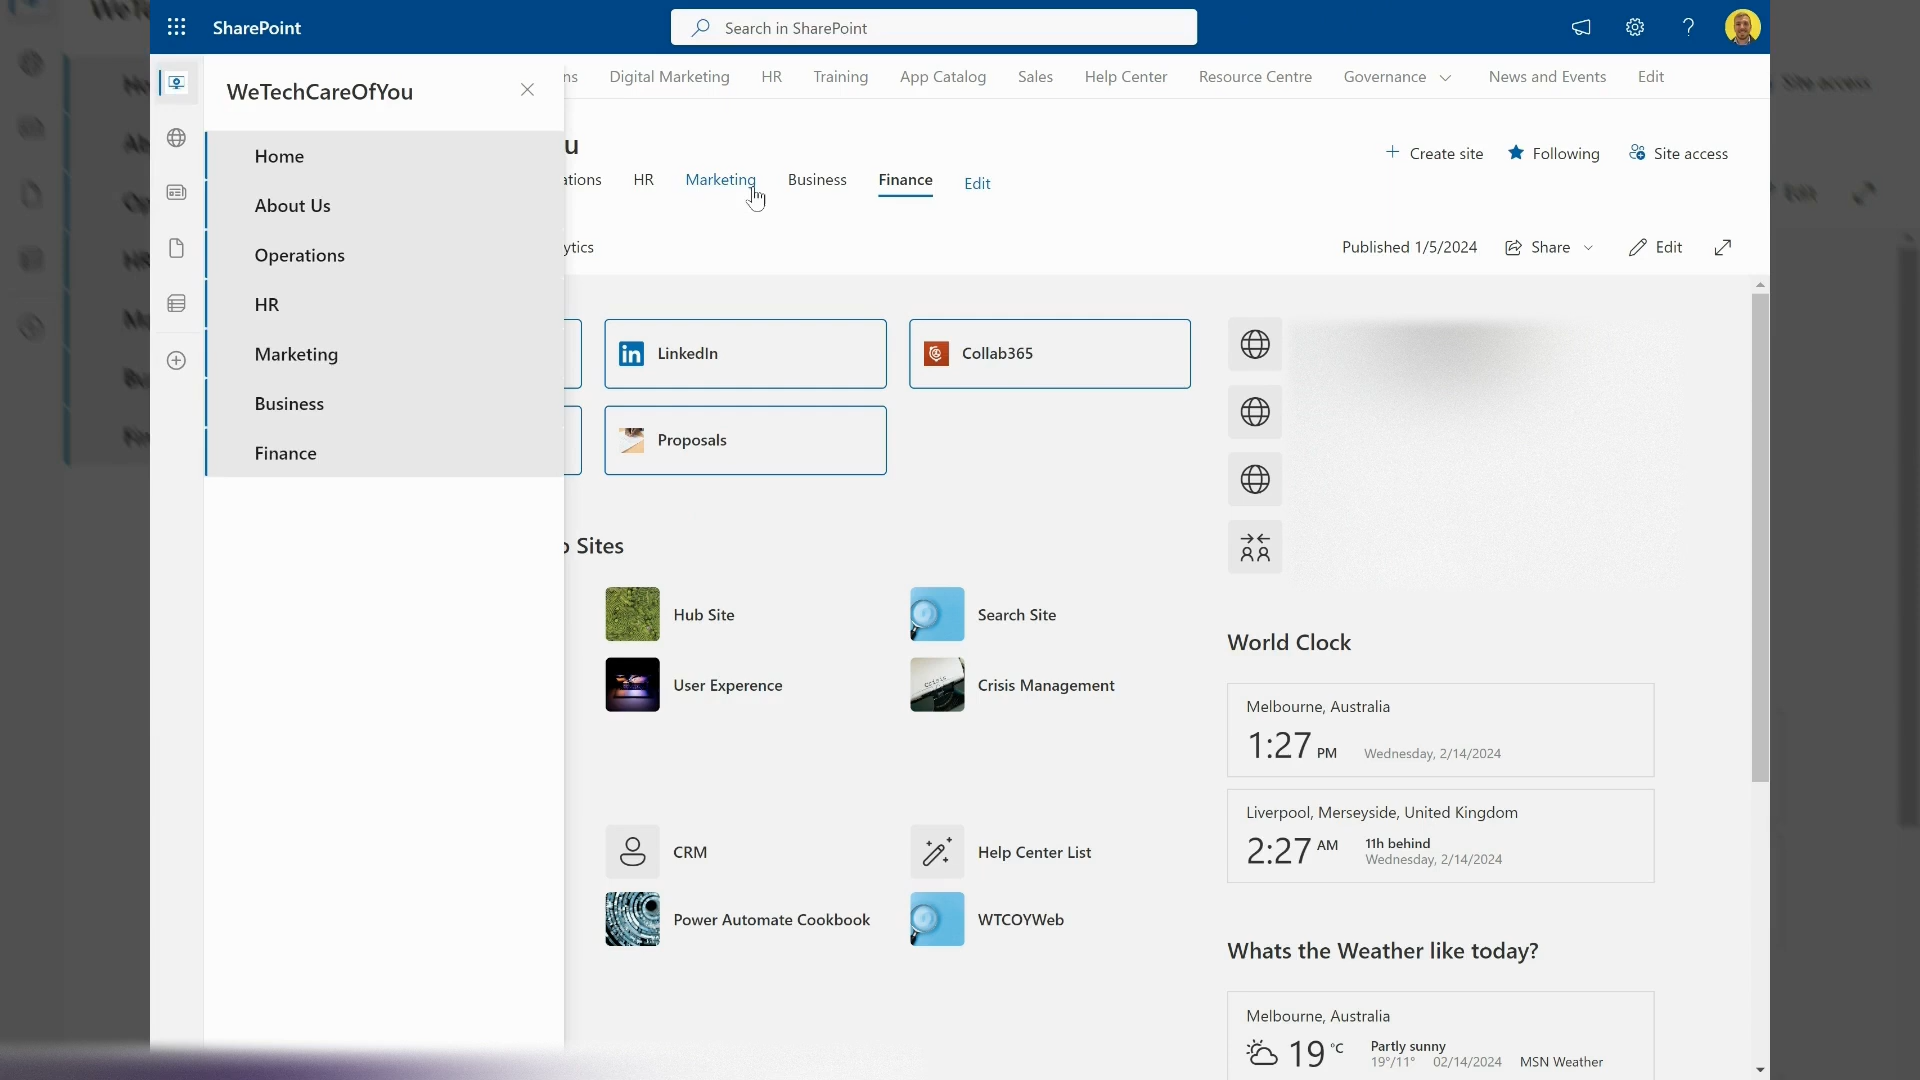 SharePoint
Search in SharePoint
WeTechCareOfYou
Home
About Us
Operations
HR
Marketing
Business
Finance
ns Digital Marketing HR Training App Catalog Sales Help Center Resource Centre Governance News and Events Edit
u
ations HR Marketing Business Finance Edit
Create site Following Site access
ytics
Published 1/5/2024 Share Edit
LinkedIn
Collab365
Proposals
Sites
Hub Site
Search Site
User Experence
Crisis Management
CRM
Help Center List
Power Automate Cookbook
WTCOYWeb
World Clock
Melbourne, Australia
1:27 PM Wednesday, 2/14/2024
Liverpool, Merseyside, United Kingdom
2:27 AM 11h behind
Wednesday, 2/14/2024
Whats the Weather like today?
Melbourne, Australia
19 °C Partly sunny
19°/11° 02/14/2024 MSN Weather